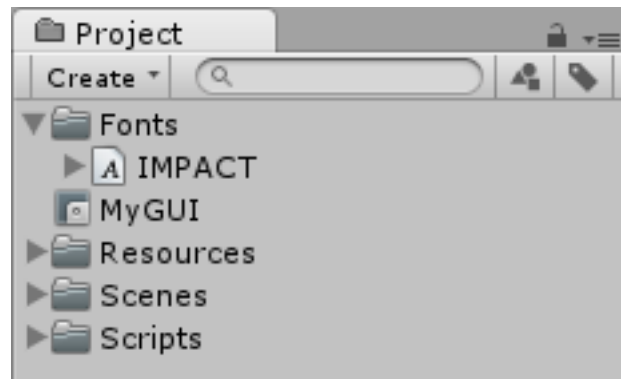 Project
Create
Fonts
IMPACT
MyGUI
Resources
Scenes
Scripts